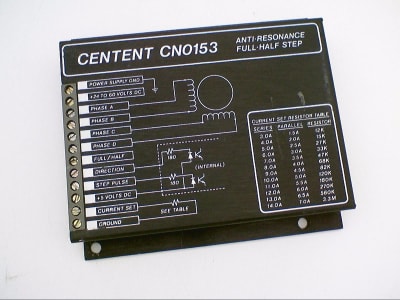 CENTENT CN0153
ANTI-RESONANCE
FULL-HALF STEP
POWER SUPPLY GND
+24 TO 60 VOLTS DC
PHASE A
PHASE B
PHASE C
PHASE D
FULL/HALF
DIRECTION
STEP PULSE
+5 VOLTS DC
CURRENT SET
GROUND
(INTERNAL)
SEE TABLE
CURRENT SET RESISTOR TABLE
SERIES PARALLEL RESISTOR
3.0A 1.5A 12K
4.0A 2.0A 15K
5.0A 2.5A 27K
6.0A 3.0A 33K
7.0A 3.5A 47K
8.0A 4.0A 68K
9.0A 4.5A 82K
10.0A 5.0A 120K
11.0A 5.5A
12.0A 6.0A 270K
13.0A 6.5A 560K
14.0A 7.0A 3.3M